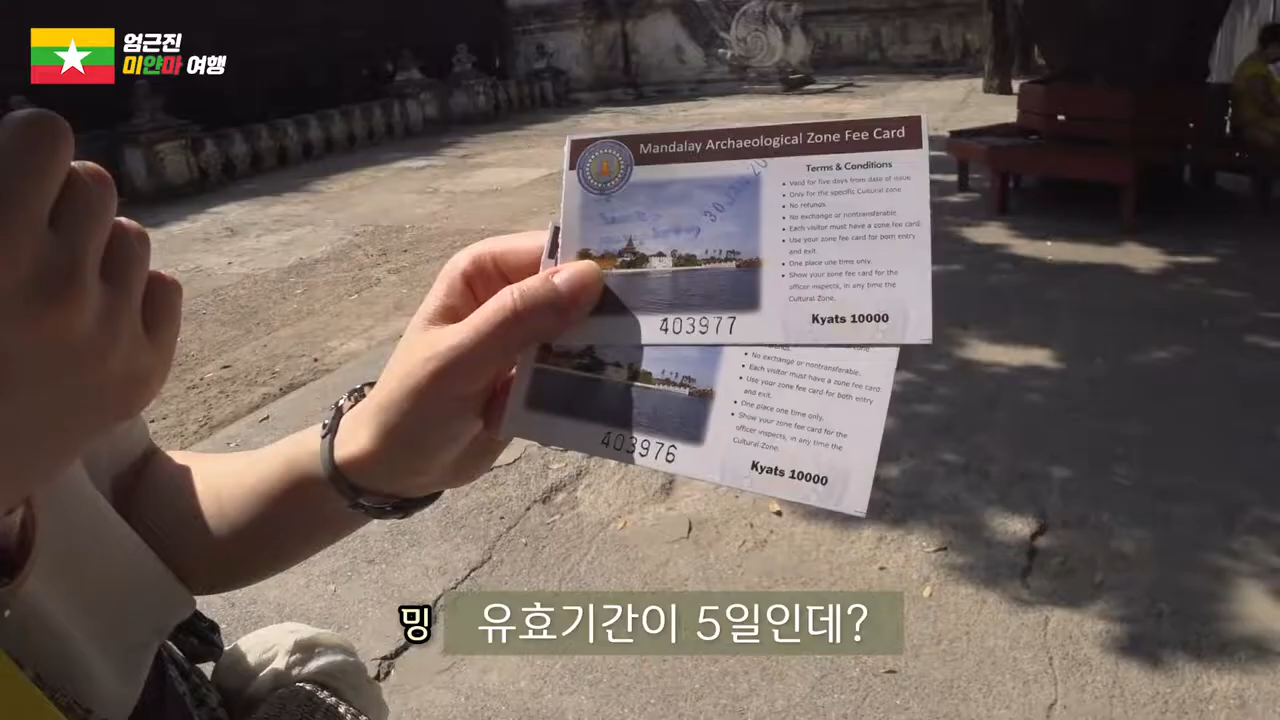 엄근진
미얀마 여행
Mandalay Archaeological Zone Fee Card
Terms & Conditions
• Valid for five days from date of issue
• Only for the specific Cultural zone
• No refunds.
• No exchange or nontransferable
• Each visitor must have a zone fee card.
• Use your zone fee card for both entry
and exit.
• One place one time only.
• Show your zone fee card for the
officer inspects, in any time the
Cultural Zone.
Kyats 10000
403977
• No exchange or nontransferable.
• Each visitor must have a zone fee card.
• Use your zone fee card for both entry
and exit.
• One place one time only.
• Show your zone fee card for the
officer inspects, in any time the
Cultural Zone.
Kyats 10000
403976
밍 유효기간이 5일인데?